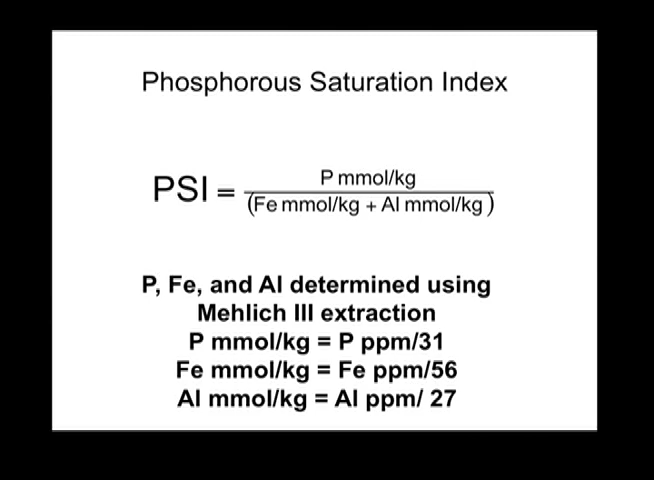 Phosphorous Saturation Index
PSI = P mmol/kg
(Fe mmol/kg + Al mmol/kg )
P, Fe, and Al determined using
Mehlich III extraction
P mmol/kg = P ppm/31
Fe mmol/kg = Fe ppm/56
Al mmol/kg = Al ppm/ 27